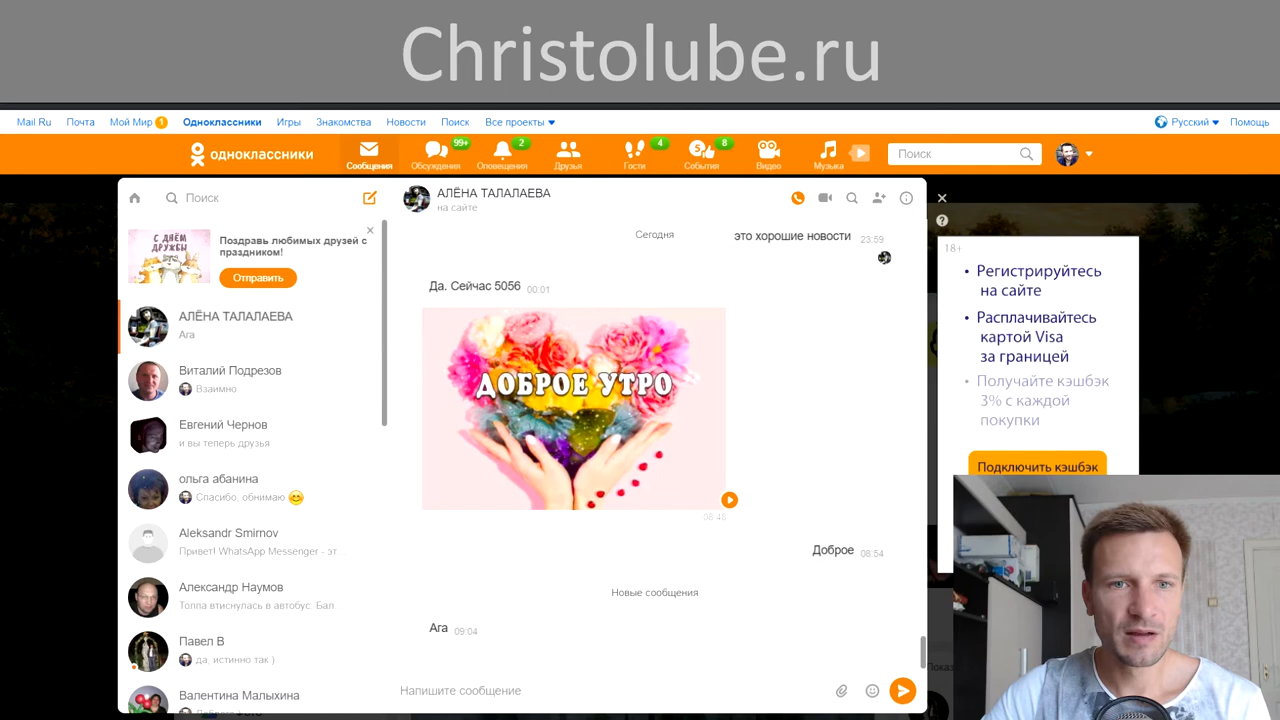 Christolube.ru
Mail Ru Почта Мой Мир 1 Одноклассники Игры Знакомства Новости Поиск Все проекты Русский Помощь
одноклассники
99+ 2 4 5 8
Сообщения Обсуждения Оповещения Друзья Гости События Видео Музыка
Поиск
Поиск
С ДНЁМ
ДРУЖБЫ
Поздравь любимых друзей с
праздником!
Отправить
АЛЁНА ТАЛАЛАЕВА
Ага
Виталий Подрезов
Взаимно
Евгений Чернов
и вы теперь друзья
ольга абанина
Спасибо, обнимаю
Aleksandr Smirnov
Привет! WhatsApp Messenger - эт
Александр Наумов
Толпа втиснулась в автобус. Бал.
Павел В
да, истинно так )
Валентина Малыхина
АЛЁНА ТАЛАЛАЕВА
на сайте
Сегодня
это хорошие новости 23:59
Да. Сейчас 5056 00:01
ДОБРОЕ УТРО
06:46
Доброе 08:54
Новые сообщения
Ага 09:04
Напишите сообщение
18+
• Регистрируйтесь
на сайте
• Расплачивайтесь
картой Visa
за границей
• Получайте кэшбэк
3% с каждой
покупки
Подключить кэшбэк